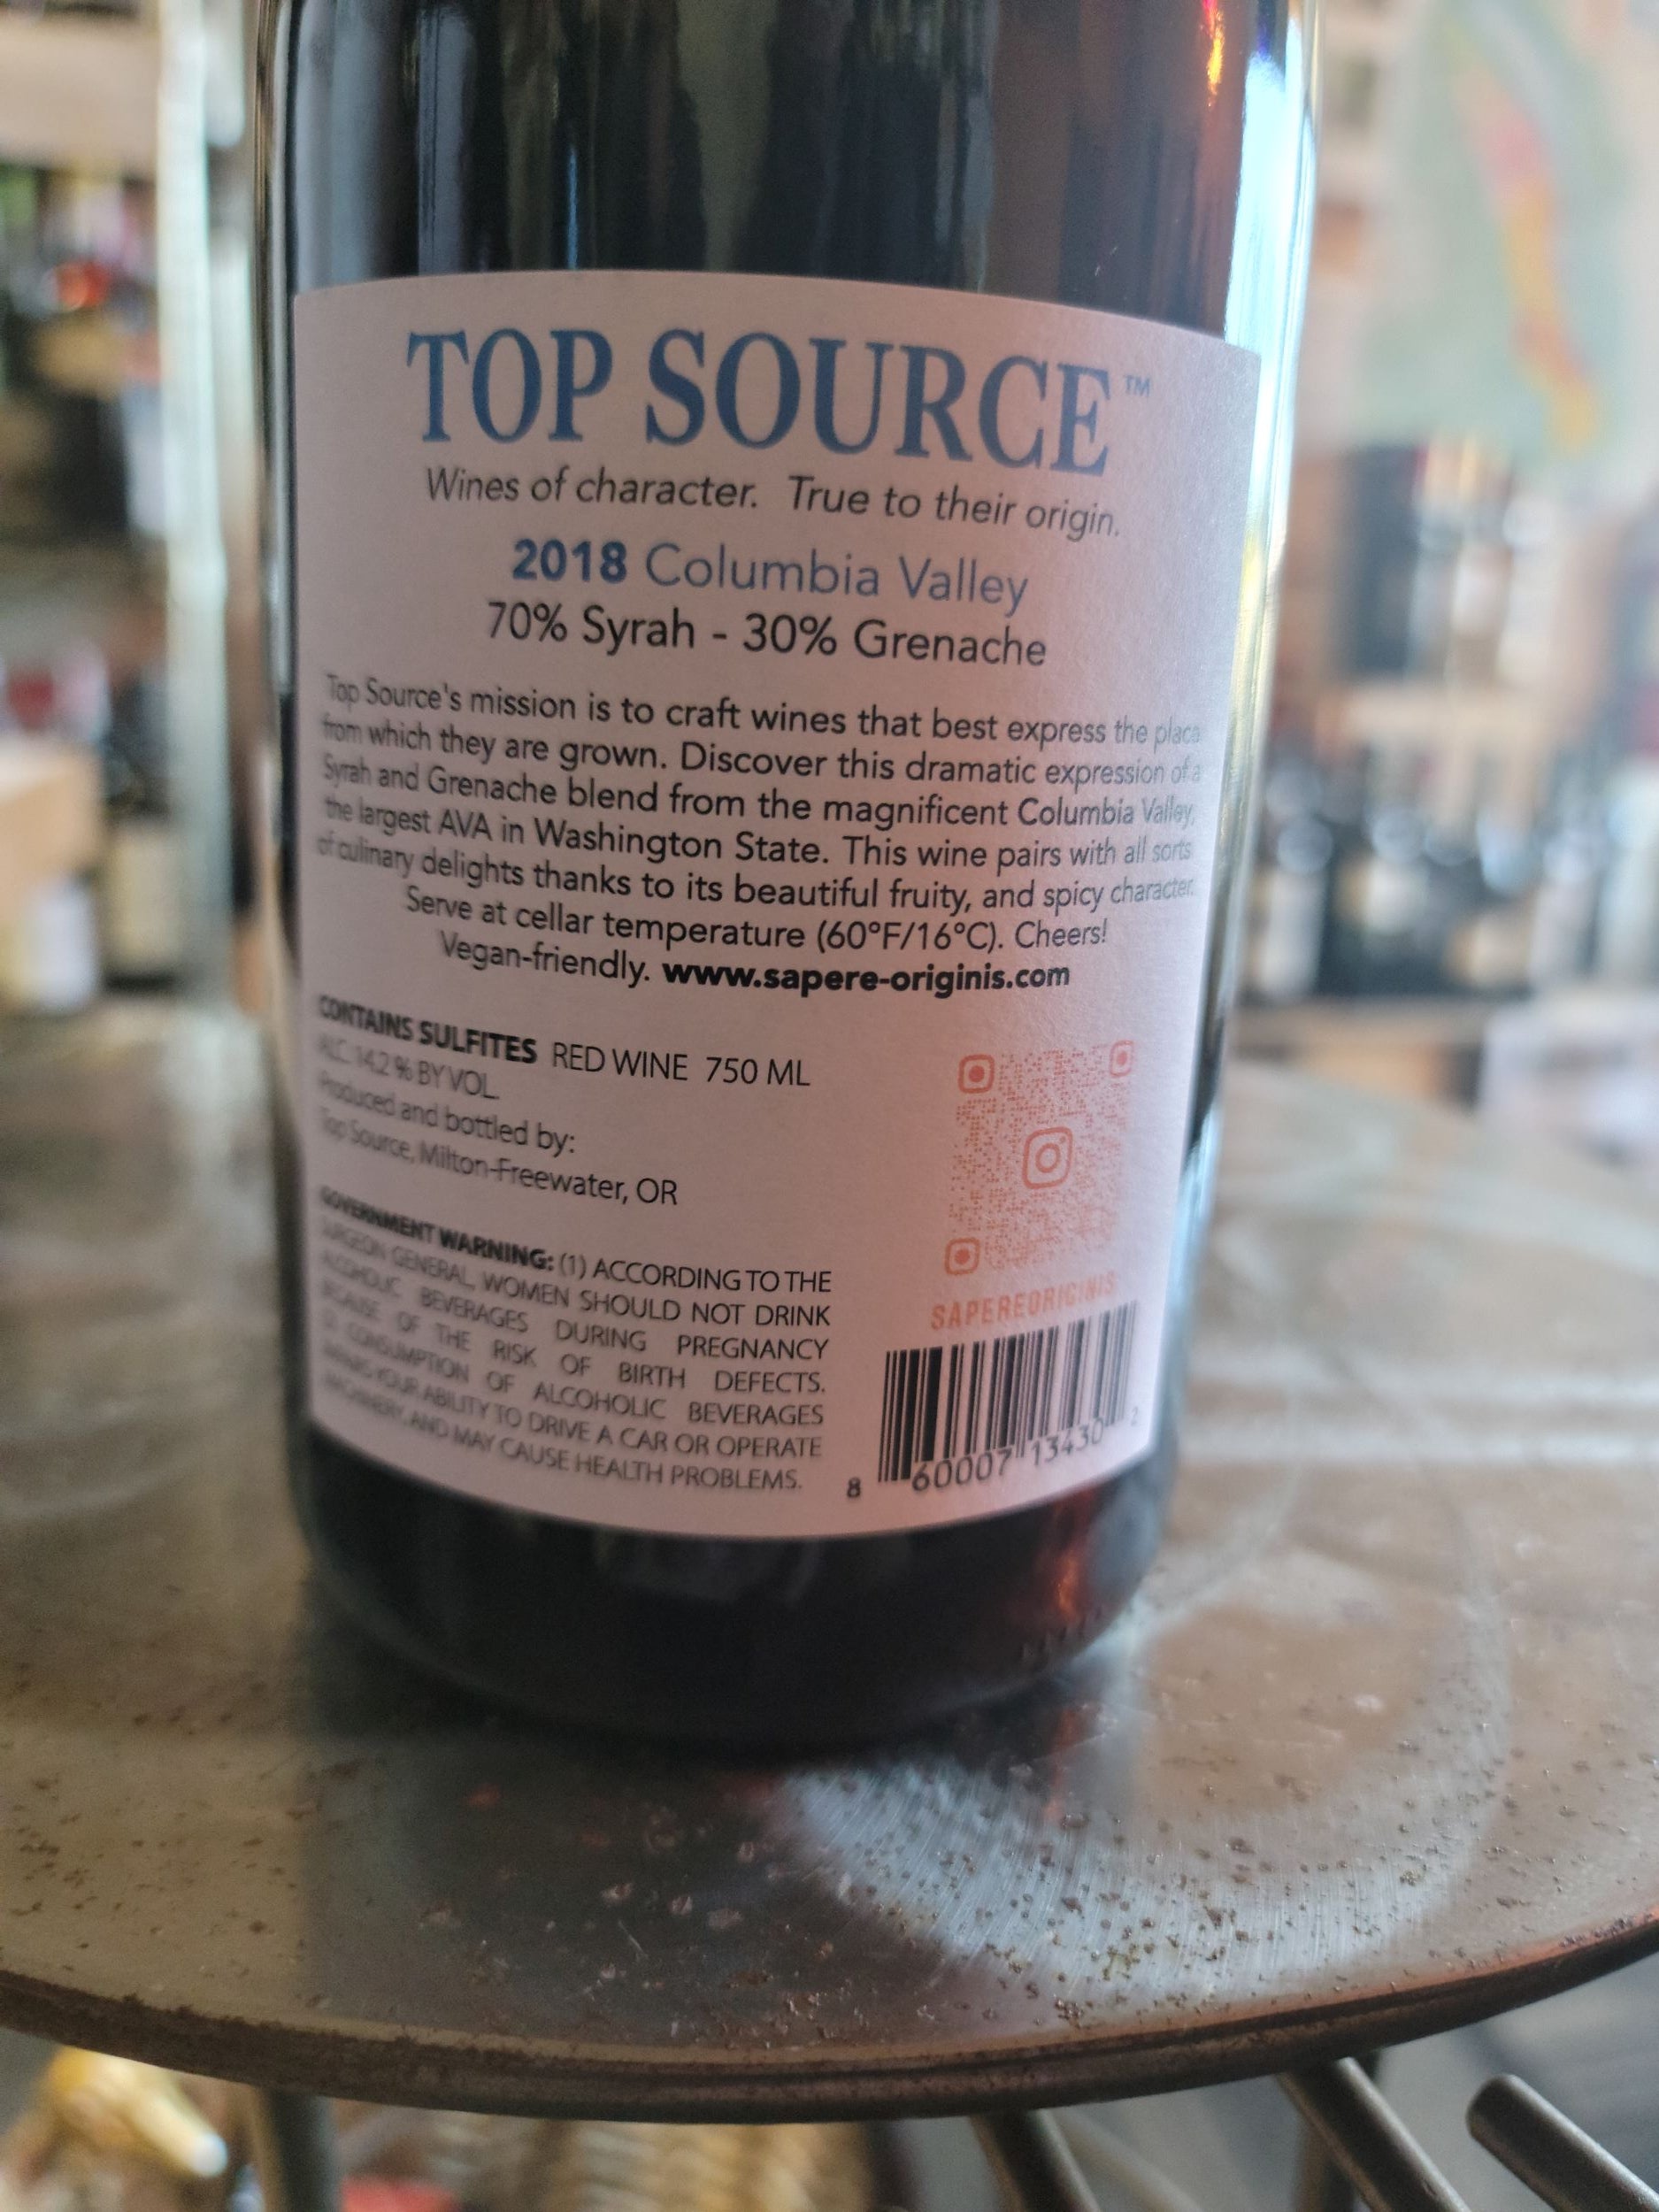 TOP SOURCE™
Wines of character. True to their origin.
2018 Columbia Valley
70% Syrah - 30% Grenache
Top Source's mission is to craft wines that best express the place
from which they are grown. Discover this dramatic expression of a
Syrah and Grenache blend from the magnificent Columbia Valley,
the largest AVA in Washington State. This wine pairs with all sorts
of culinary delights thanks to its beautiful fruity, and spicy character.
Serve at cellar temperature (60°F/16°C). Cheers!
Vegan-friendly. www.sapere-originis.com
CONTAINS SULFITES RED WINE 750 ML
ALC. 14.2 % BY VOL.
Produced and bottled by:
Top Source, Milton-Freewater, OR
GOVERNMENT WARNING: (1) ACCORDING TO THE
SURGEON GENERAL, WOMEN SHOULD NOT DRINK
ALCOHOLIC BEVERAGES DURING PREGNANCY
BECAUSE OF THE RISK OF BIRTH DEFECTS.
(2) CONSUMPTION OF ALCOHOLIC BEVERAGES
IMPAIRS YOUR ABILITY TO DRIVE A CAR OR OPERATE
MACHINERY, AND MAY CAUSE HEALTH PROBLEMS.
SAPEREORIGINIS
8 60007 13430 2